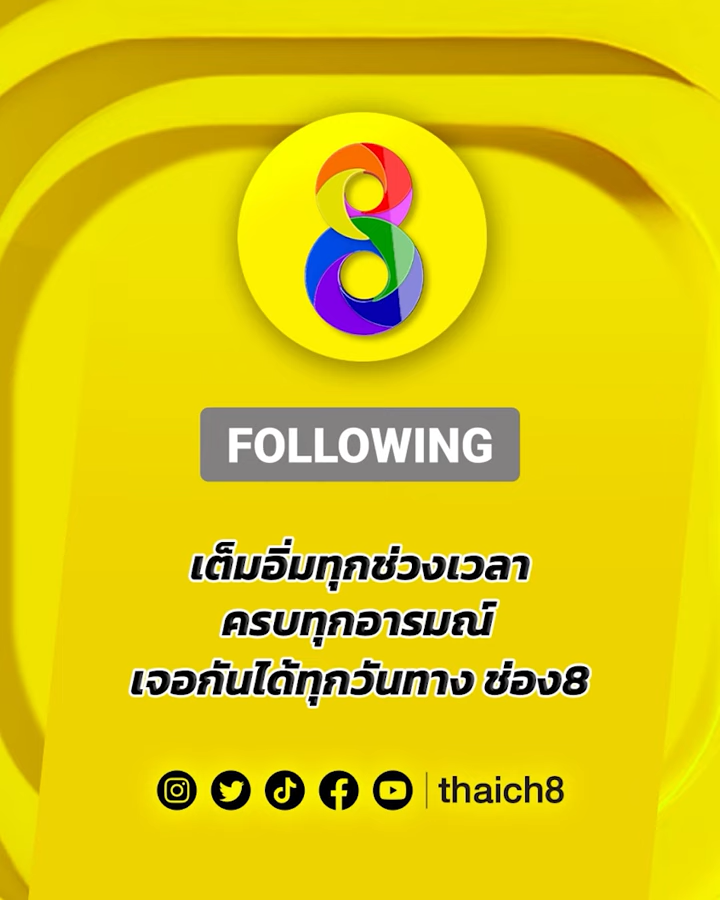 8
FOLLOWING
เต็มอิ่มทุกช่วงเวลา
ครบทุกอารมณ์
เจอกันได้ทุกวันทาง ช่อง8
thaich8